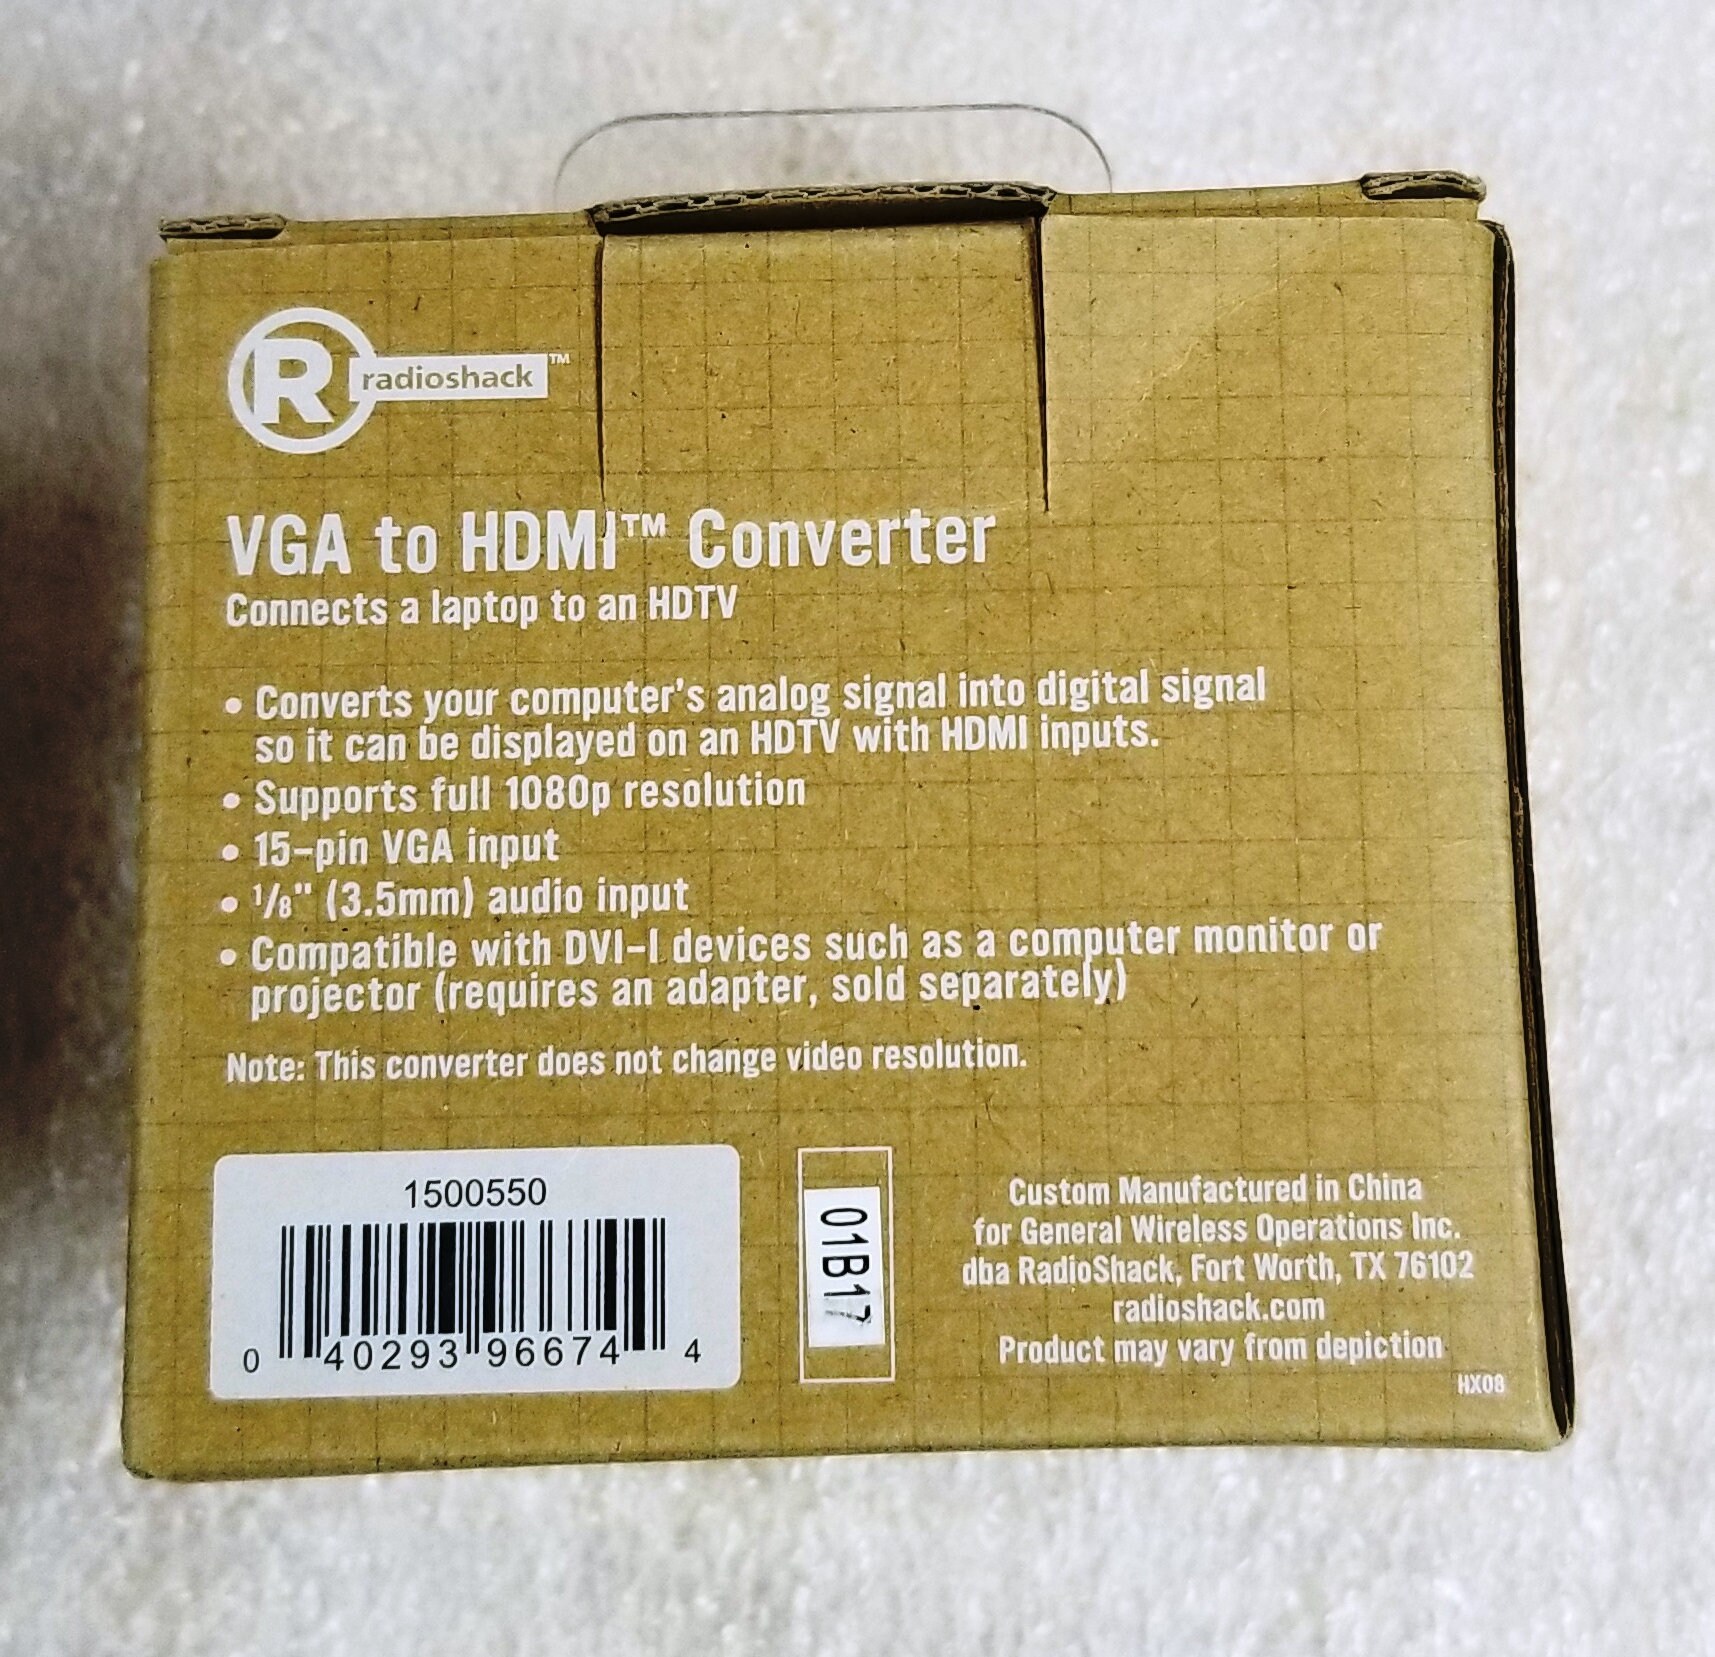 R radioshack™
VGA to HDMI™ Converter
Connects a laptop to an HDTV
• Converts your computer's analog signal into digital signal
so it can be displayed on an HDTV with HDMI inputs.
• Supports full 1080p resolution
• 15-pin VGA input
• 1/8" (3.5mm) audio input
• Compatible with DVI-I devices such as a computer monitor or
projector (requires an adapter, sold separately)
Note: This converter does not change video resolution.
1500550
0 40293 96674 4
01B17
Custom Manufactured in China
for General Wireless Operations Inc.
dba RadioShack, Fort Worth, TX 76102
radioshack.com
Product may vary from depiction
HX08